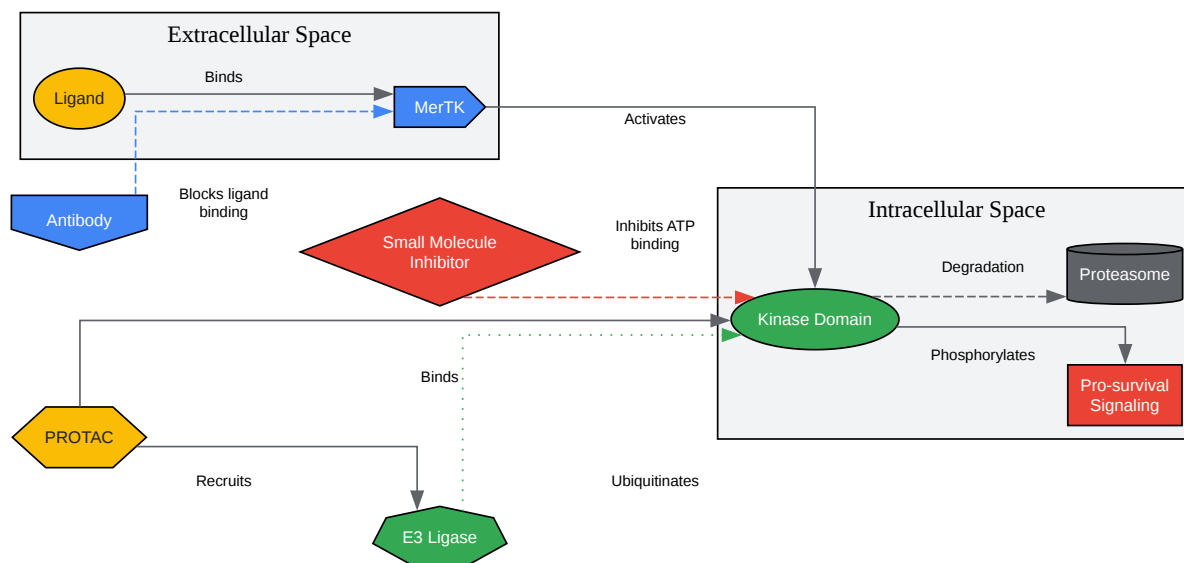 Extracellular Space
Binds
Ligand
MerTK
Activates
Antibody
Blocks ligand
binding
Small Molecule
Inhibitor
Inhibits ATP
binding
Intracellular Space
Degradation
Proteasome
Kinase Domain
Phosphorylates
Pro-survival
Signaling
Binds
PROTAC
Recruits
Ubiquitinates
E3 Ligase